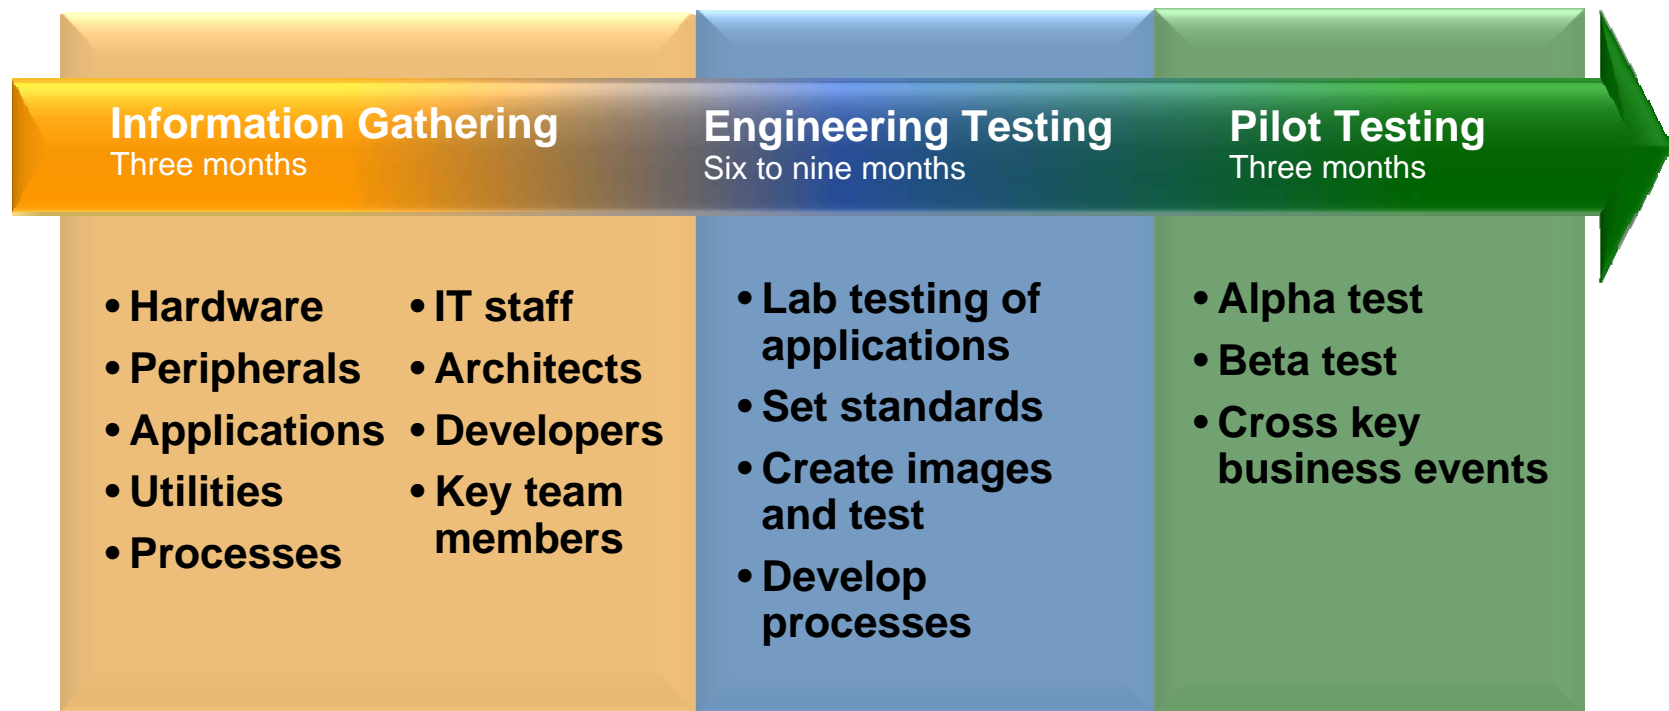 Information Gathering
Three months
• Hardware
• Peripherals
• Applications
• Utilities
• Processes
• IT staff
• Architects
• Developers
• Key team
members
Engineering Testing
Six to nine months
• Lab testing of
applications
• Set standards
• Create images
and test
• Develop
processes
Pilot Testing
Three months
• Alpha test
• Beta test
• Cross key
business events